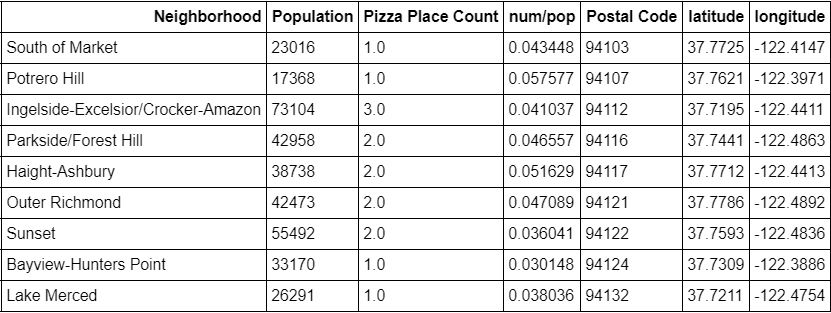 Neighborhood Population Pizza Place Count num/pop Postal Code latitude longitude
South of Market 23016 1.0 0.043448 94103 37.7725 -122.4147
Potrero Hill 17368 1.0 0.057577 94107 37.7621 -122.3971
Ingelside-Excelsior/Crocker-Amazon 73104 3.0 0.041037 94112 37.7195 -122.4411
Parkside/Forest Hill 42958 2.0 0.046557 94116 37.7441 -122.4863
Haight-Ashbury 38738 2.0 0.051629 94117 37.7712 -122.4413
Outer Richmond 42473 2.0 0.047089 94121 37.7786 -122.4892
Sunset 55492 2.0 0.036041 94122 37.7593 -122.4836
Bayview-Hunters Point 33170 1.0 0.030148 94124 37.7309 -122.3886
Lake Merced 26291 1.0 0.038036 94132 37.7211 -122.4754